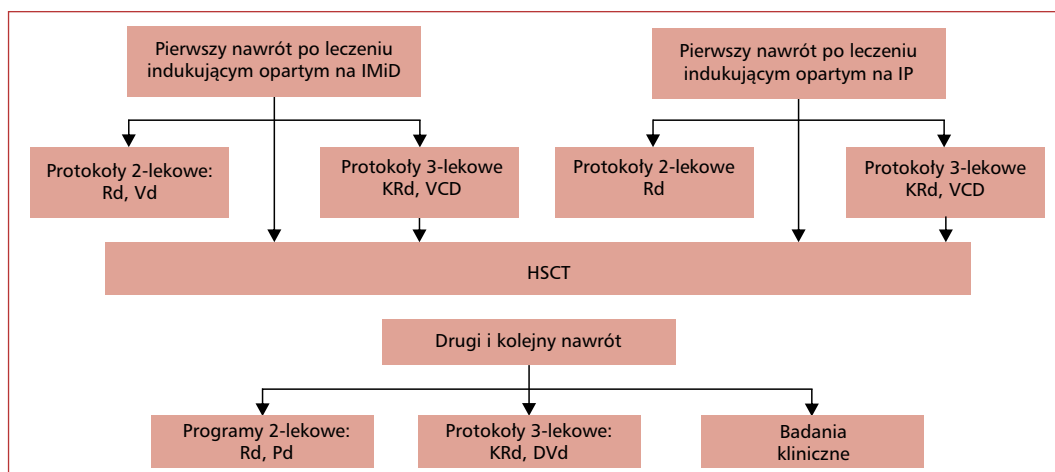 Pierwszy nawrót po leczeniu
indukującym opartym na IMiD
Pierwszy nawrót po leczeniu
indukującym opartym na IP
Protokoły 2-lekowe:
Rd, Vd
Protokoły 3-lekowe
KRd, VCD
Protokoły 2-lekowe
Rd
Protokoły 3-lekowe
KRd, VCD
HSCT
Drugi i kolejny nawrót
Programy 2-lekowe:
Rd, Pd
Protokoły 3-lekowe:
KRd, DVd
Badania
kliniczne